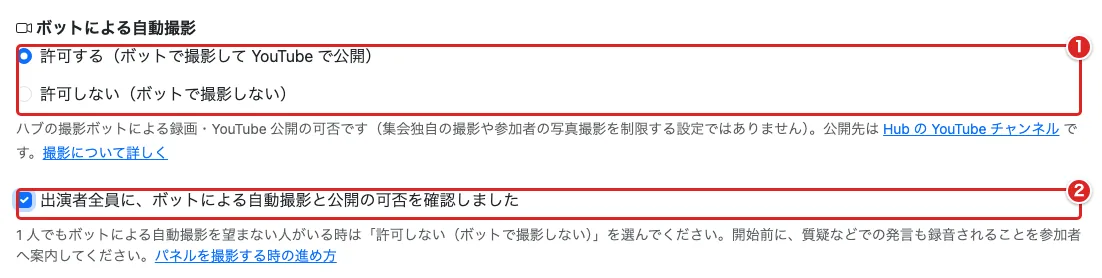 ボットによる自動撮影
1
許可する（ボットで撮影して YouTube で公開）
許可しない（ボットで撮影しない）
ハブの撮影ボットによる録画・YouTube 公開の可否です（集会独自の撮影や参加者の写真撮影を制限する設定ではありません）。公開先は Hub の YouTube チャンネル で
す。撮影について詳しく
2
出演者全員に、ボットによる自動撮影と公開の可否を確認しました
1 人でもボットによる自動撮影を望まない人がいる時は「許可しない（ボットで撮影しない）」を選んでください。開始前に、質疑などでの発言も録音されることを参加者
へ案内してください。パネルを撮影する時の進め方